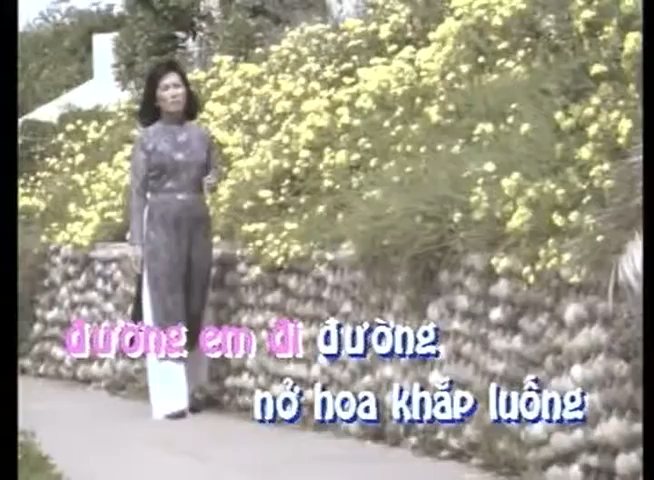 đường em đi đường
nở hoa khắp luống